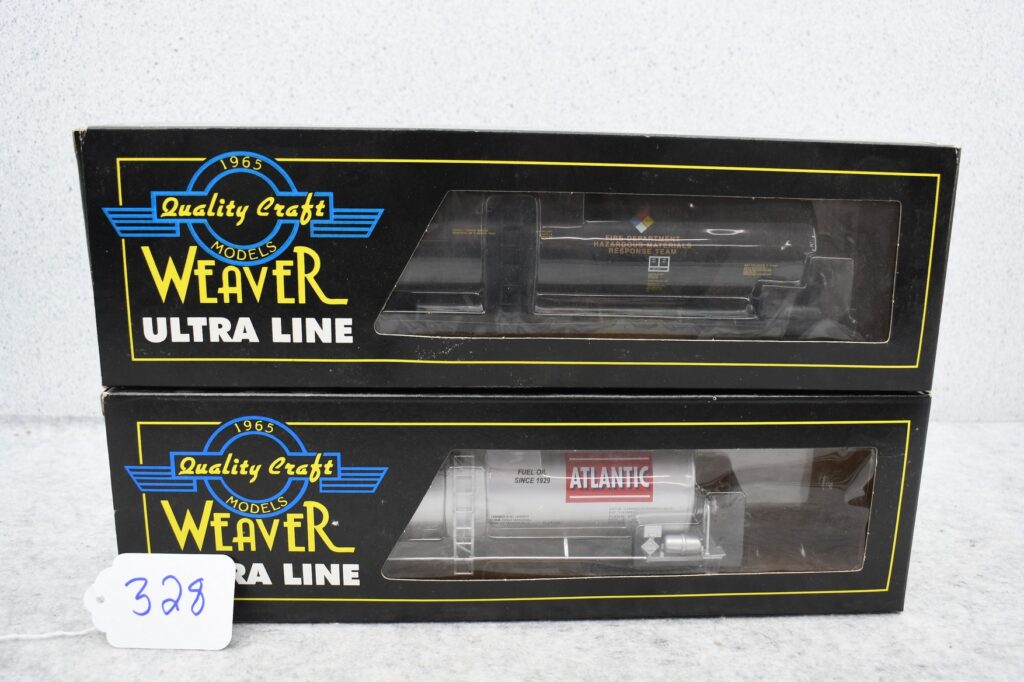 1965
Quality Craft
MODELS
WEAVER
ULTRA LINE
FIRE DEPARTMENT
HAZARDOUS MATERIALS
RESPONSE TEAM
1965
Quality Craft
MODELS
WEAVER
RA LINE
FUEL OIL
SINCE 1929
ATLANTIC
328